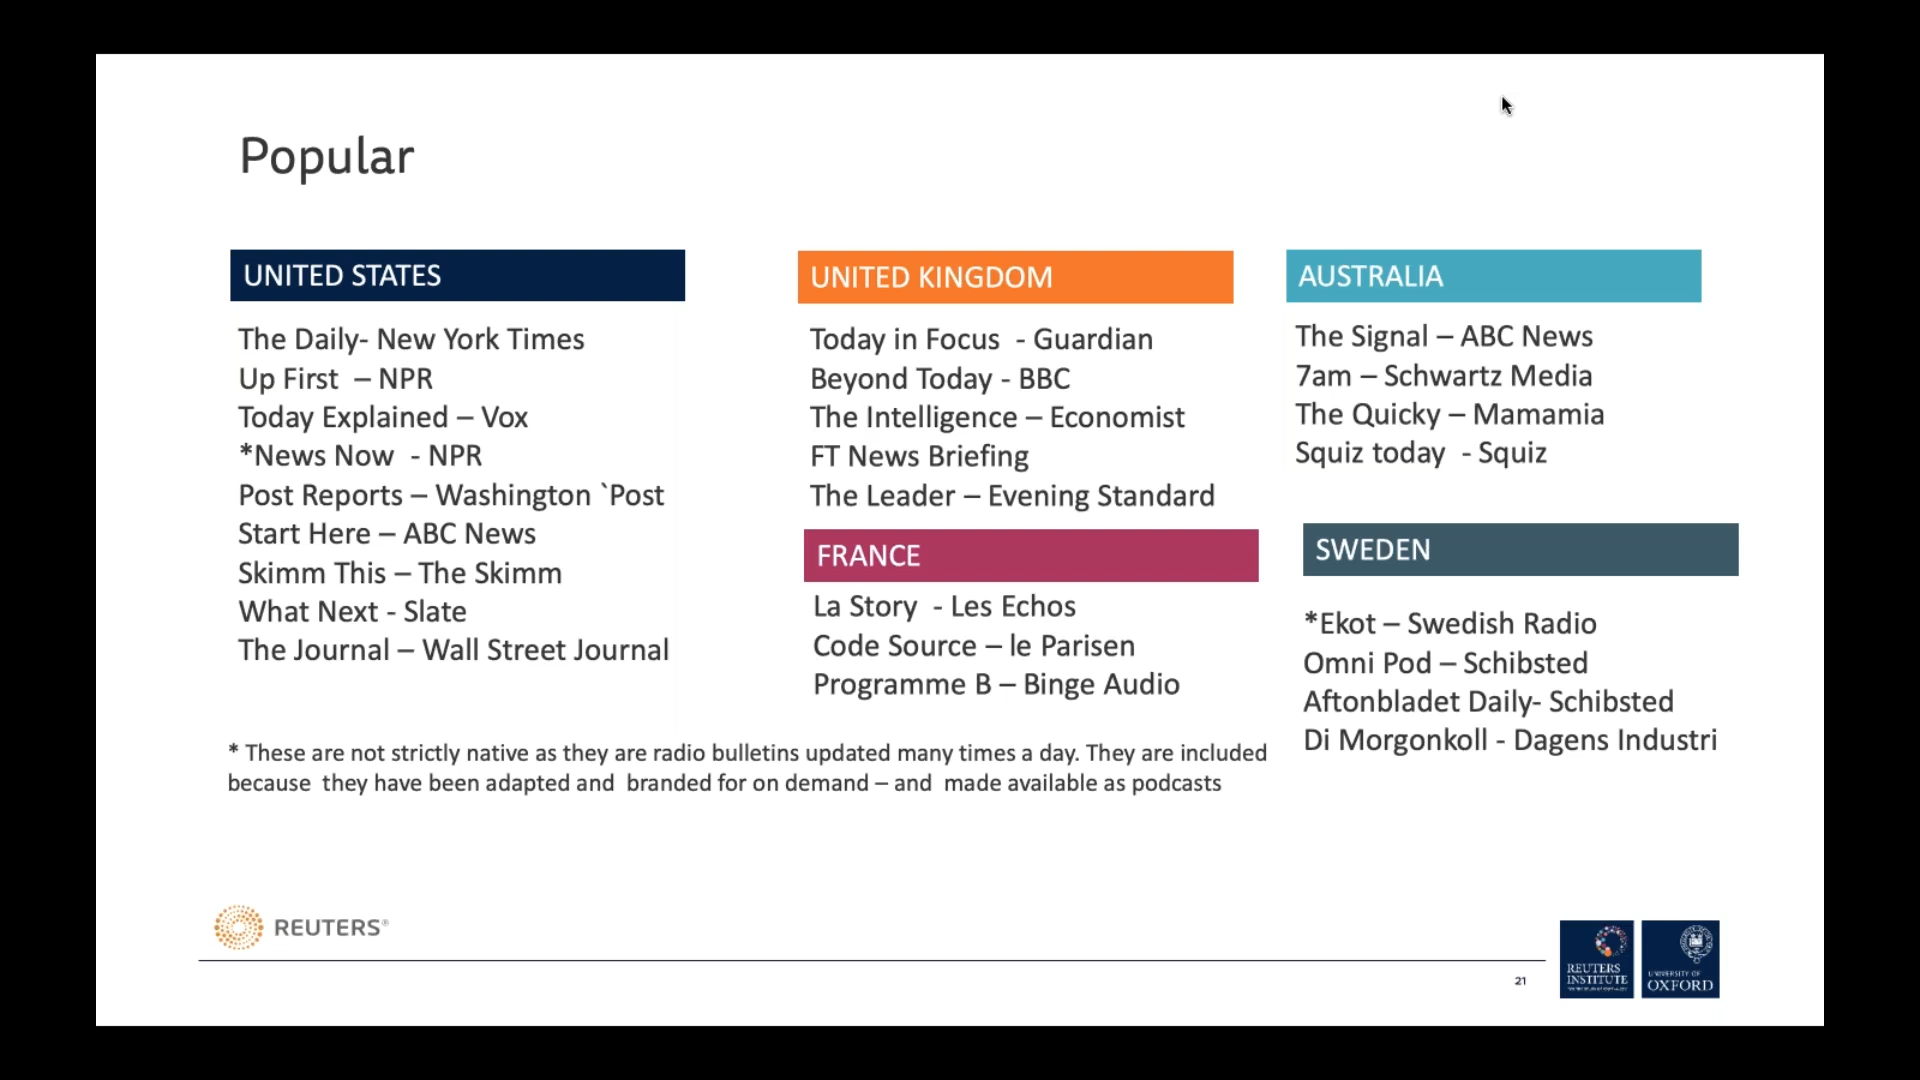 Popular
UNITED STATES
The Daily- New York Times
Up First – NPR
Today Explained – Vox
*News Now - NPR
Post Reports – Washington `Post
Start Here – ABC News
Skimm This – The Skimm
What Next - Slate
The Journal – Wall Street Journal
UNITED KINGDOM
Today in Focus - Guardian
Beyond Today - BBC
The Intelligence – Economist
FT News Briefing
The Leader – Evening Standard
FRANCE
La Story - Les Echos
Code Source – le Parisen
Programme B – Binge Audio
AUSTRALIA
The Signal – ABC News
7am – Schwartz Media
The Quicky – Mamamia
Squiz today - Squiz
SWEDEN
*Ekot – Swedish Radio
Omni Pod – Schibsted
Aftonbladet Daily- Schibsted
Di Morgonkoll - Dagens Industri
* These are not strictly native as they are radio bulletins updated many times a day. They are included
because they have been adapted and branded for on demand – and made available as podcasts
REUTERS®
21
REUTERS
INSTITUTE
UNIVERSITY OF
OXFORD